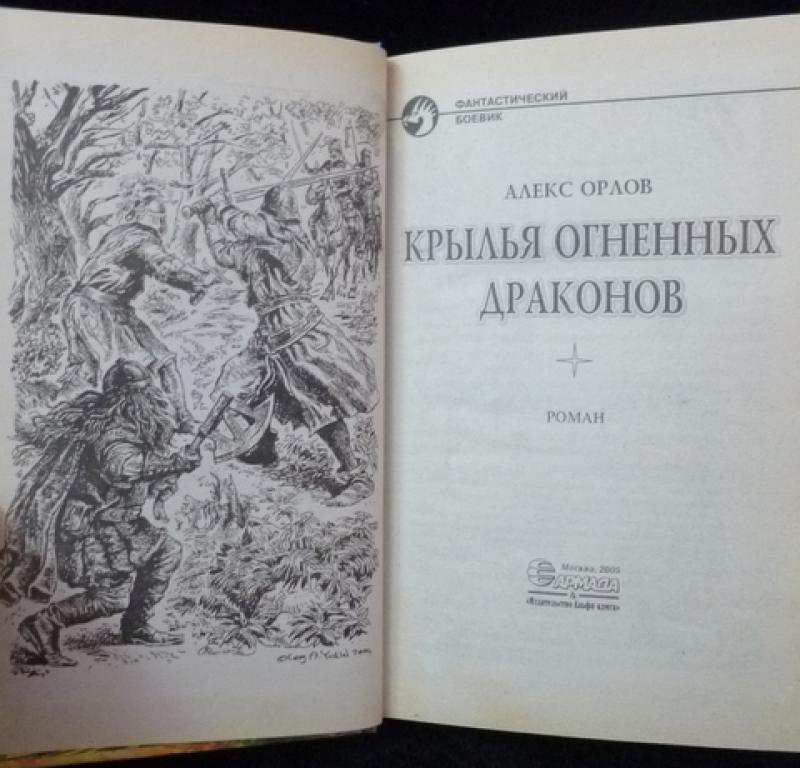 ФАНТАСТИЧЕСКИЙ
БОЕВИК
АЛЕКС ОРЛОВ
КРЫЛЬЯ ОГНЕННЫХ
ДРАКОНОВ
РОМАН
Москва, 2005
АРМАДА
&
«Издательство Альфа-книга»